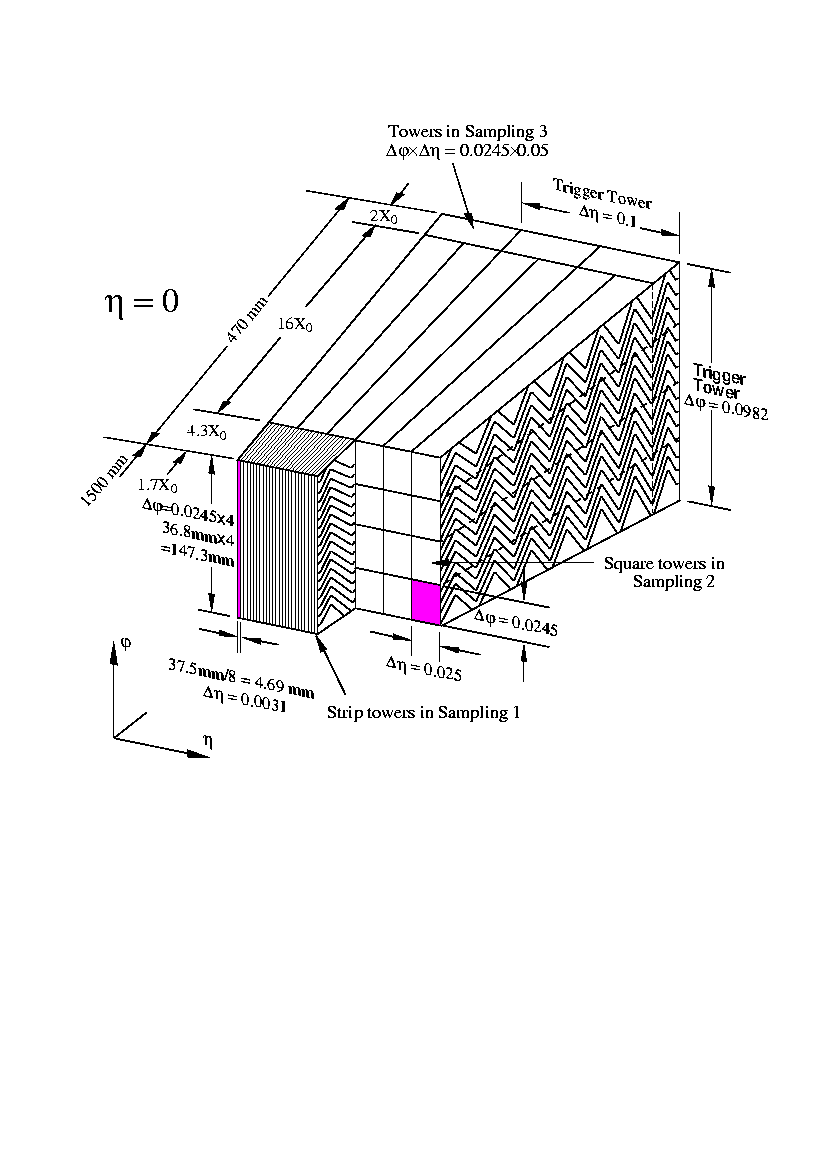 Towers in Sampling 3
Δφ×Δη = 0.0245×0.05
Trigger Tower
Δη = 0.1
2X₀
η = 0
470 mm
16X₀
Trigger
Tower
Δφ = 0.0982
4.3X₀
1500 mm
1.7X₀
Δφ=0.0245x4
36.8mmx4
=147.3mm
Square towers in
Sampling 2
Δφ = 0.0245
Δη = 0.025
37.5mm/8 = 4.69 mm
Δη = 0.0031
Strip towers in Sampling 1
φ
η